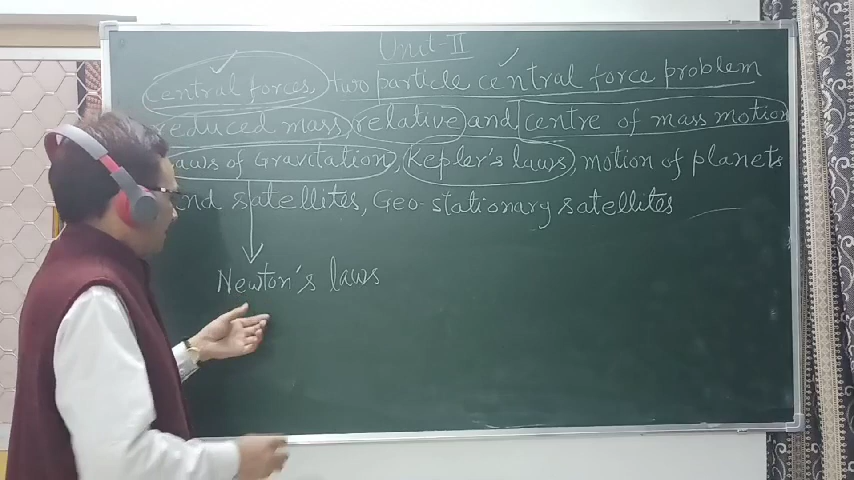 Unit-II
Central forces, two particle central force problem
reduced mass, relative and centre of mass motion
Laws of Gravitation, Kepler's laws, motion of planets
and satellites, Geo-stationary satellites
Newton's laws